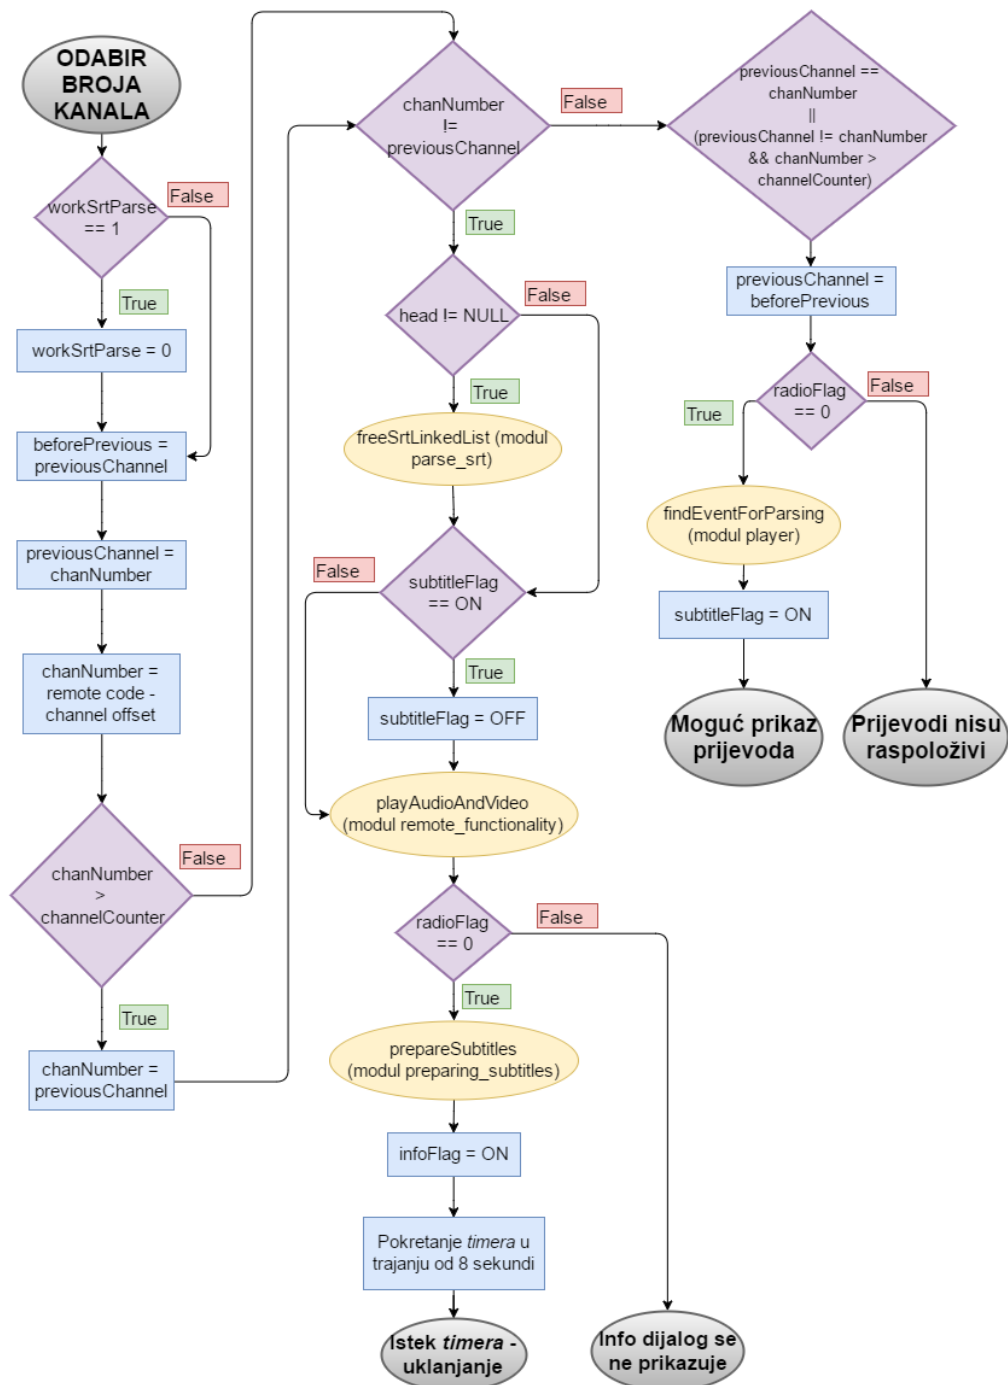 ODABIR
BROJA
KANALA
workSrtParse
== 1
False
True
workSrtParse = 0
beforePrevious =
previousChannel
previousChannel =
chanNumber
chanNumber =
remote code -
channel offset
chanNumber
>
channelCounter
False
True
chanNumber =
previousChannel
chanNumber
!=
previousChannel
False
True
head != NULL
False
True
freeSrtLinkedList (modul
parse_srt)
subtitleFlag
== ON
False
True
subtitleFlag = OFF
playAudioAndVideo
(modul remote_functionality)
radioFlag
== 0
False
True
prepareSubtitles
(modul preparing_subtitles)
infoFlag = ON
Pokretanje timera u
trajanju od 8 sekundi
Istek timera -
uklanjanje
Info dijalog se
ne prikazuje
previousChannel ==
chanNumber
||
(previousChannel != chanNumber
&& chanNumber >
channelCounter)
previousChannel =
beforePrevious
radioFlag
== 0
True
False
findEventForParsing
(modul player)
subtitleFlag = ON
Moguć prikaz
prijevoda
Prijevodi nisu
raspoloživi